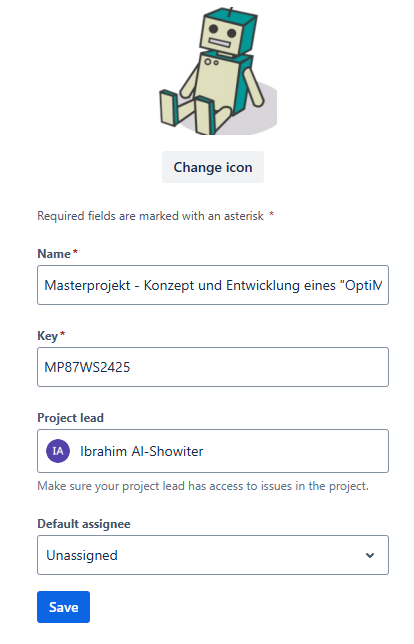 Change icon
Required fields are marked with an asterisk *
Name*
Masterprojekt - Konzept und Entwicklung eines "OptiM
Key*
MP87WS2425
Project lead
IA Ibrahim Al-Showiter
Make sure your project lead has access to issues in the project.
Default assignee
Unassigned
Save